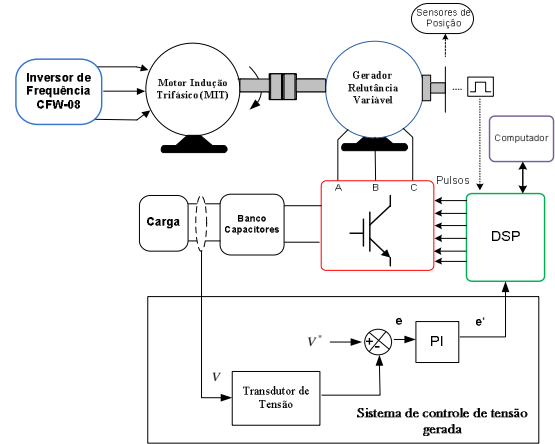 Sensores de
Posição
Inversor de
Frequência
CFW-08
Motor Indução
Trifásico (MIT)
Gerador
Relutância
Variável
Computador
A
B
C
Pulsos
Carga
Banco
Capacitores
DSP
V*
+
-
e
PI
e'
V
Transdutor de
Tensão
Sistema de controle de tensão
gerada